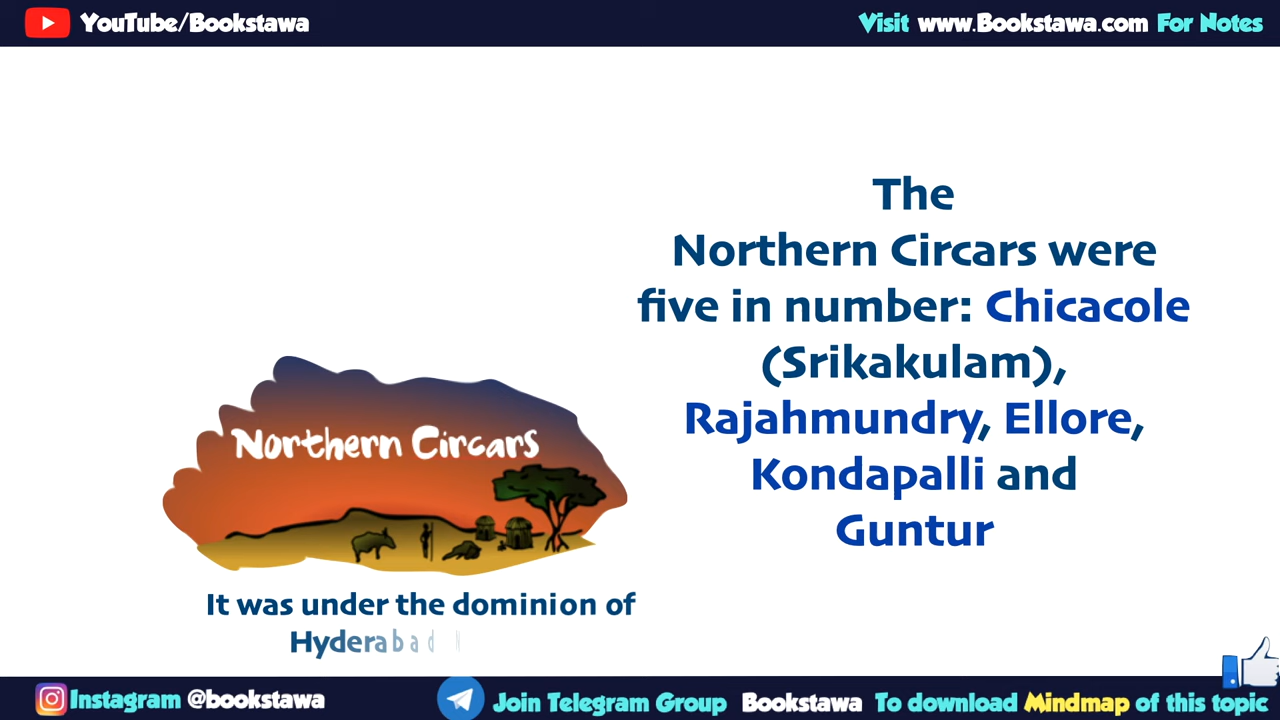 YouTube/Bookstawa
Visit www.Bookstawa.com For Notes
The
Northern Circars were
five in number: Chicacole
(Srikakulam),
Rajahmundry, Ellore,
Kondapalli and
Guntur
Northern Circars
It was under the dominion of
Hyderabad
Instagram @bookstawa
Join Telegram Group Bookstawa To download Mindmap of this topic